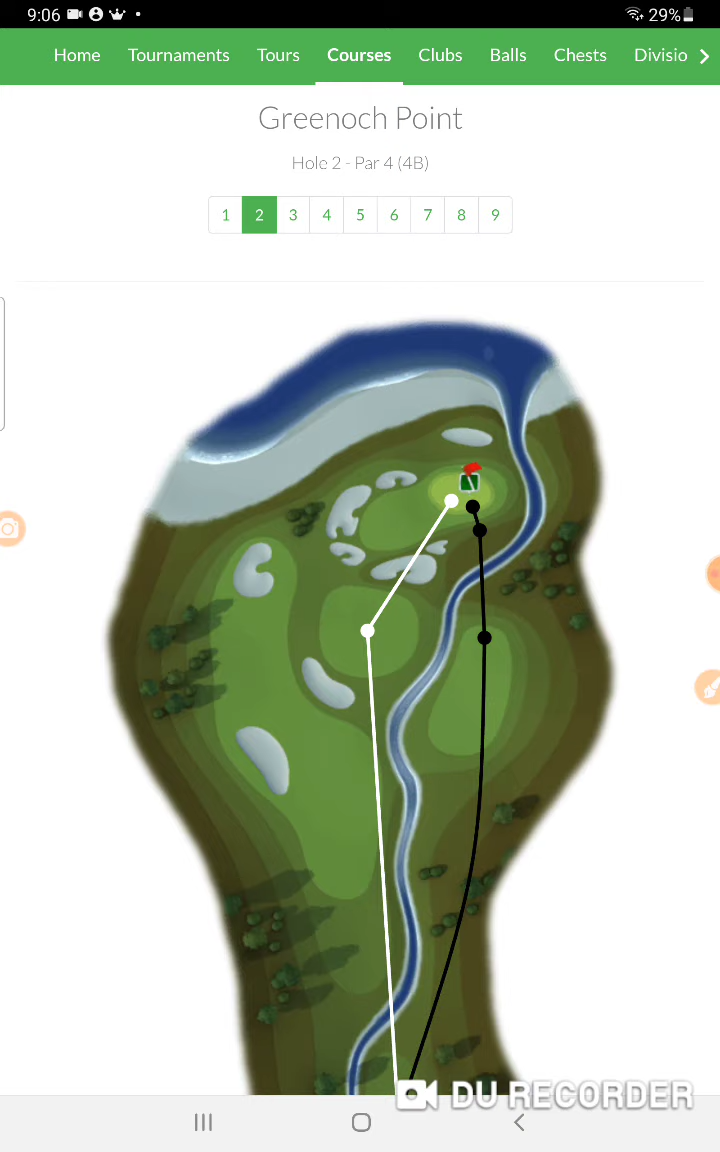 9:06 29%
Home Tournaments Tours Courses Clubs Balls Chests Divisio
Greenoch Point
Hole 2 - Par 4 (4B)
1 2 3 4 5 6 7 8 9
DU RECORDER